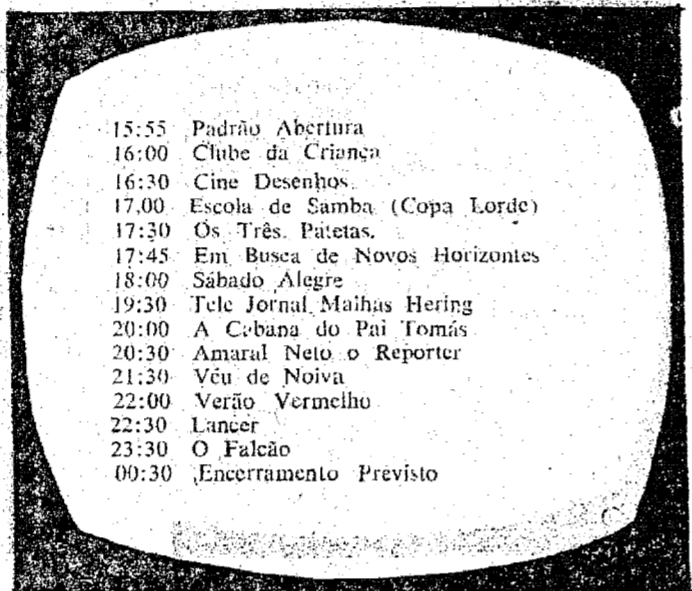 15:55 Padrão Abertura
16:00 Clube da Criança
16:30 Cine Desenhos.
17,00 Escola de Samba (Copa Lorde)
17:30 Os Três Patetas.
17:45 Em Busca de Novos Horizontes
18:00 Sábado Alegre
19:30 Tele Jornal Malhas Hering
20:00 A Cabana do Pai Tomás
20:30 Amaral Neto o Reporter
21:30 Véu de Noiva
22:00 Verão Vermelho
22:30 Lancer
23:30 O Falcão
00:30 Encerramento Previsto